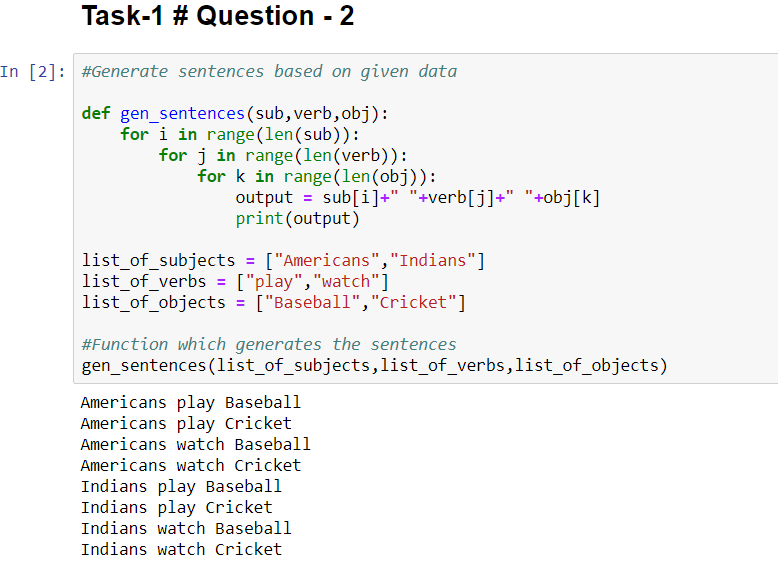 Task-1 # Question - 2
In [2]: #Generate sentences based on given data
def gen_sentences(sub,verb,obj):
    for i in range(len(sub)):
        for j in range(len(verb)):
            for k in range(len(obj)):
                output = sub[i]+" "+verb[j]+" "+obj[k]
                print(output)
list_of_subjects = ["Americans","Indians"]
list_of_verbs = ["play","watch"]
list_of_objects = ["Baseball","Cricket"]
#Function which generates the sentences
gen_sentences(list_of_subjects,list_of_verbs,list_of_objects)
Americans play Baseball
Americans play Cricket
Americans watch Baseball
Americans watch Cricket
Indians play Baseball
Indians play Cricket
Indians watch Baseball
Indians watch Cricket